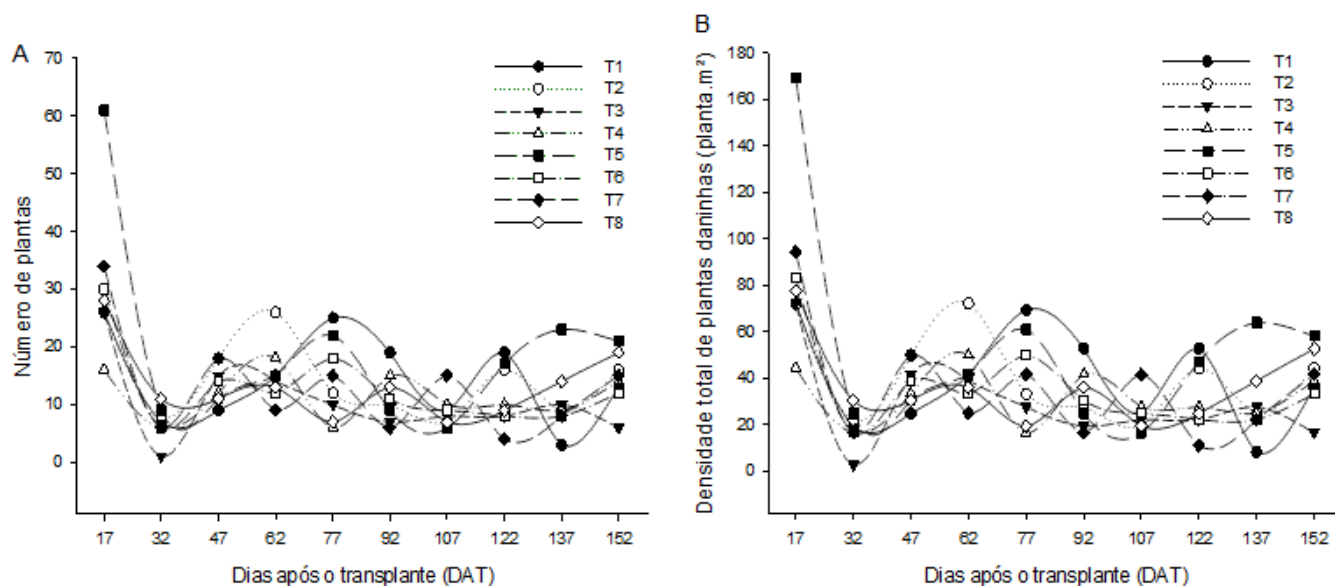 A
70
60
50
40
30
20
10
0
Núm ero de plantas
17 32 47 62 77 92 107 122 137 152
Dias após o transplante (DAT)
T1
T2
T3
T4
T5
T6
T7
T8
B
180
160
140
120
100
80
60
40
20
0
Densidade total de plantas daninhas (planta.m²)
17 32 47 62 77 92 107 122 137 152
Dias após o transplante (DAT)
T1
T2
T3
T4
T5
T6
T7
T8